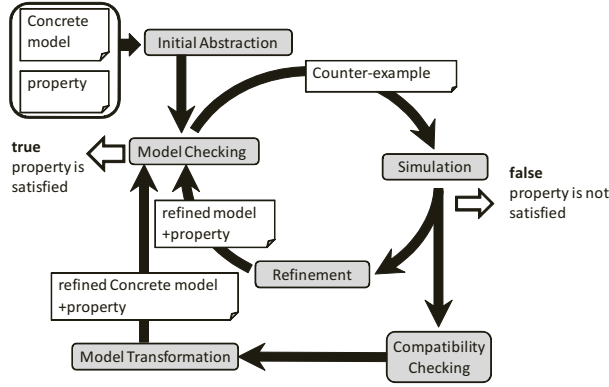 Concrete
model
property
Initial Abstraction
Counter-example
true
property is
satisfied
Model Checking
Simulation
false
property is not
satisfied
refined model
+property
Refinement
refined Concrete model
+property
Model Transformation
Compatibility
Checking